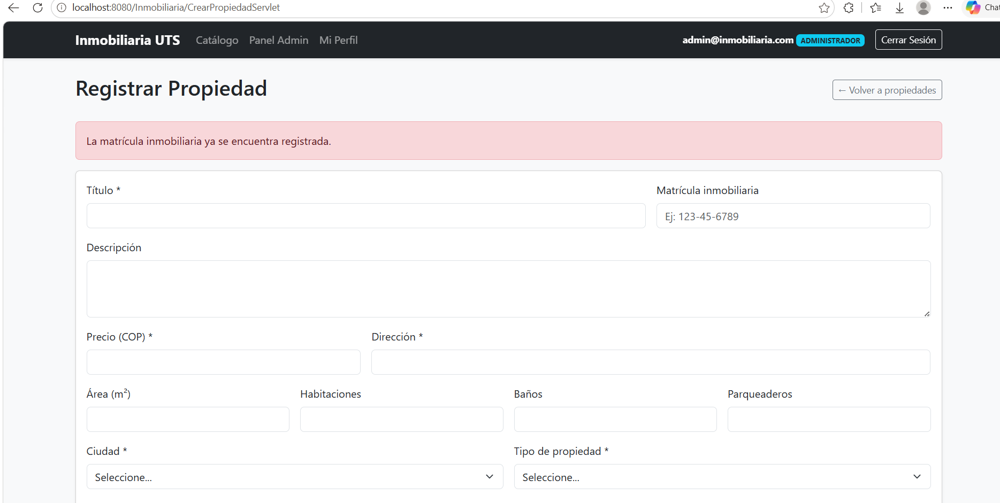 localhost:8080/Inmobiliaria/CrearPropiedadServlet
Inmobiliaria UTS Catálogo Panel Admin Mi Perfil admin@inmobiliaria.com ADMINISTRADOR Cerrar Sesión
Registrar Propiedad
← Volver a propiedades
La matrícula inmobiliaria ya se encuentra registrada.
Título * Matrícula inmobiliaria
Ej: 123-45-6789
Descripción
Precio (COP) * Dirección *
Área (m²) Habitaciones Baños Parqueaderos
Ciudad * Tipo de propiedad *
Seleccione... Seleccione...